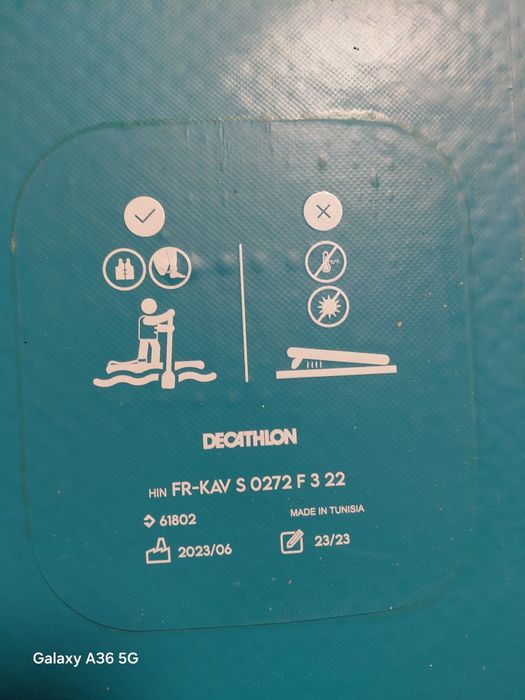 DECATHLON
HIN FR-KAV S 0272 F 3 22
61802
MADE IN TUNISIA
2023/06
23/23
Galaxy A36 5G